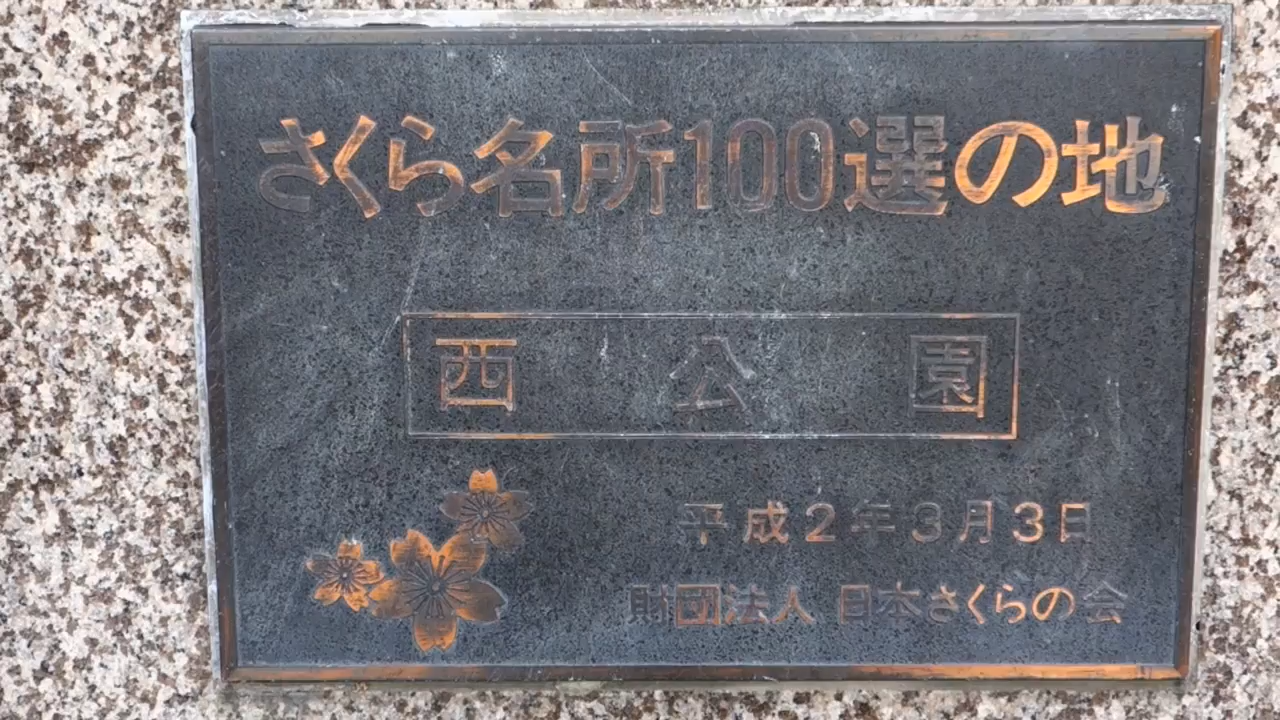 さくら名所100選の地
西公園
平成2年3月3日
財団法人 日本さくらの会